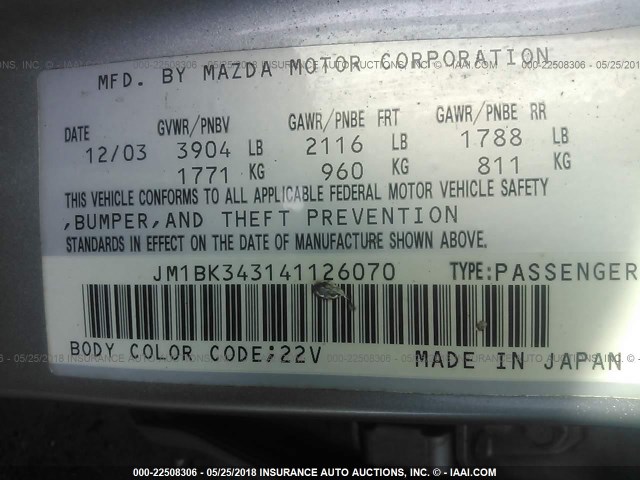 MFD. BY MAZDA MOTOR CORPORATION
DATE GVWR/PNBV GAWR/PNBE FRT GAWR/PNBE RR
12/03 3904 LB 2116 LB 1788 LB
1771 KG 960 KG 811 KG
THIS VEHICLE CONFORMS TO ALL APPLICABLE FEDERAL MOTOR VEHICLE SAFETY
,BUMPER,AND THEFT PREVENTION
STANDARDS IN EFFECT ON THE DATE OF MANUFACTURE SHOWN ABOVE.
JM1BK343141126070 TYPE:PASSENGER
BODY COLOR CODE;22V
MADE IN JAPAN
000-22508306 - 05/25/2018 INSURANCE AUTO AUCTIONS, INC. - © IAAI.COM